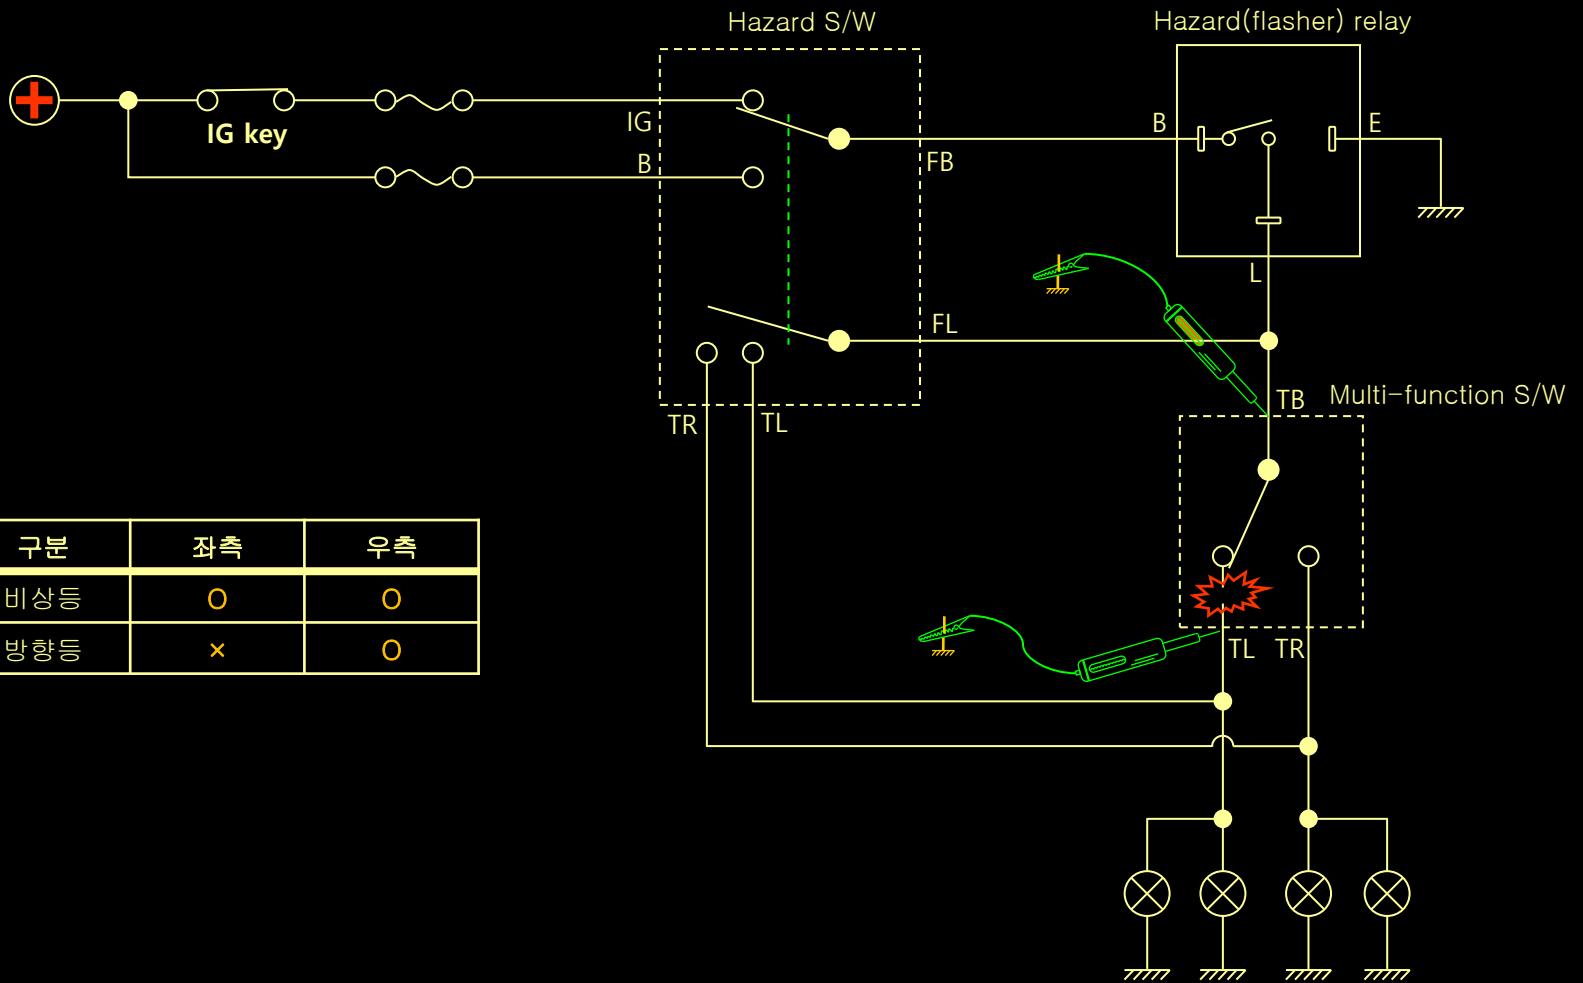 Hazard S/W
Hazard(flasher) relay
IG key
IG
B
FB
B
E
L
FL
TB
Multi-function S/W
TR
TL
TL
TR
구분 좌측 우측
비상등 O O
방향등 × O